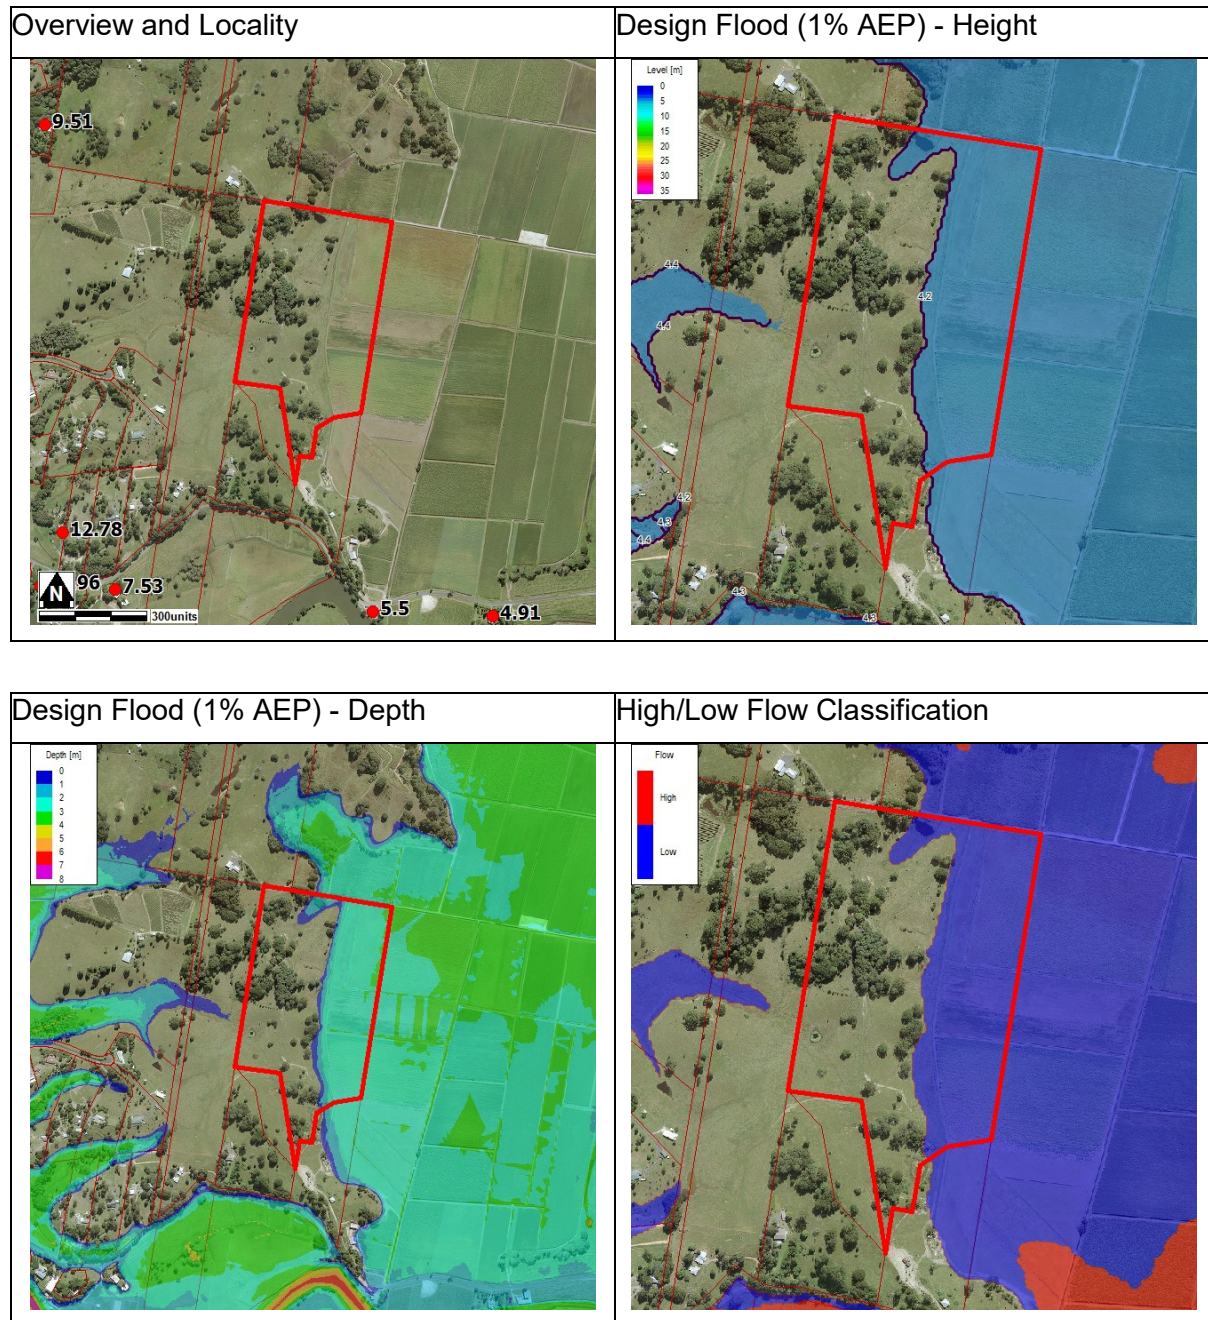 Overview and Locality
9.51
12.78
96
7.53
5.5
4.91
N
300units
Design Flood (1% AEP) - Height
Level [m]
0
5
10
15
20
25
30
35
4.4
4.4
4.2
4.2
4.3
4.4
4.3
4.3
Design Flood (1% AEP) - Depth
Depth [m]
0
1
2
3
4
5
6
7
8
High/Low Flow Classification
Flow
High
Low